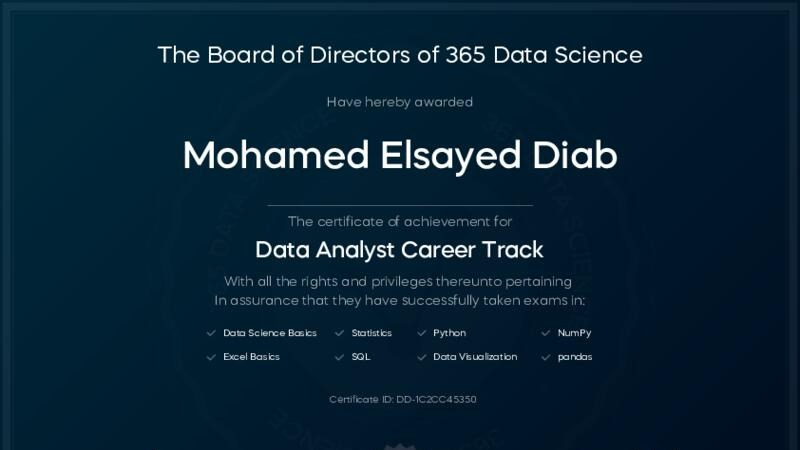 The Board of Directors of 365 Data Science
Have hereby awarded
Mohamed Elsayed Diab
The certificate of achievement for
Data Analyst Career Track
With all the rights and privileges thereunto pertaining
In assurance that they have successfully taken exams in:
Data Science Basics Statistics Python NumPy
Excel Basics SQL Data Visualization pandas
Certificate ID: DD-1C2CC45350